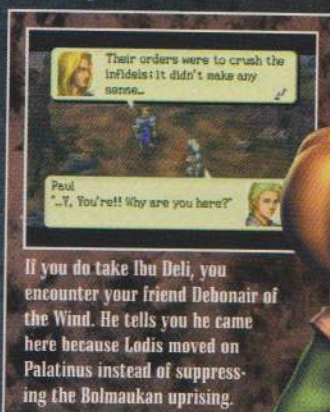 Their orders were to crush the
infidels; it didn't make any
sense…
Paul
"…Y, You're!! Why are you here?"
If you do take Ibu Deli, you
encounter your friend Debonair of
the Wind. He tells you he came
here because Lodis moved on
Palatinus instead of suppress-
ing the Bolmaukan uprising.